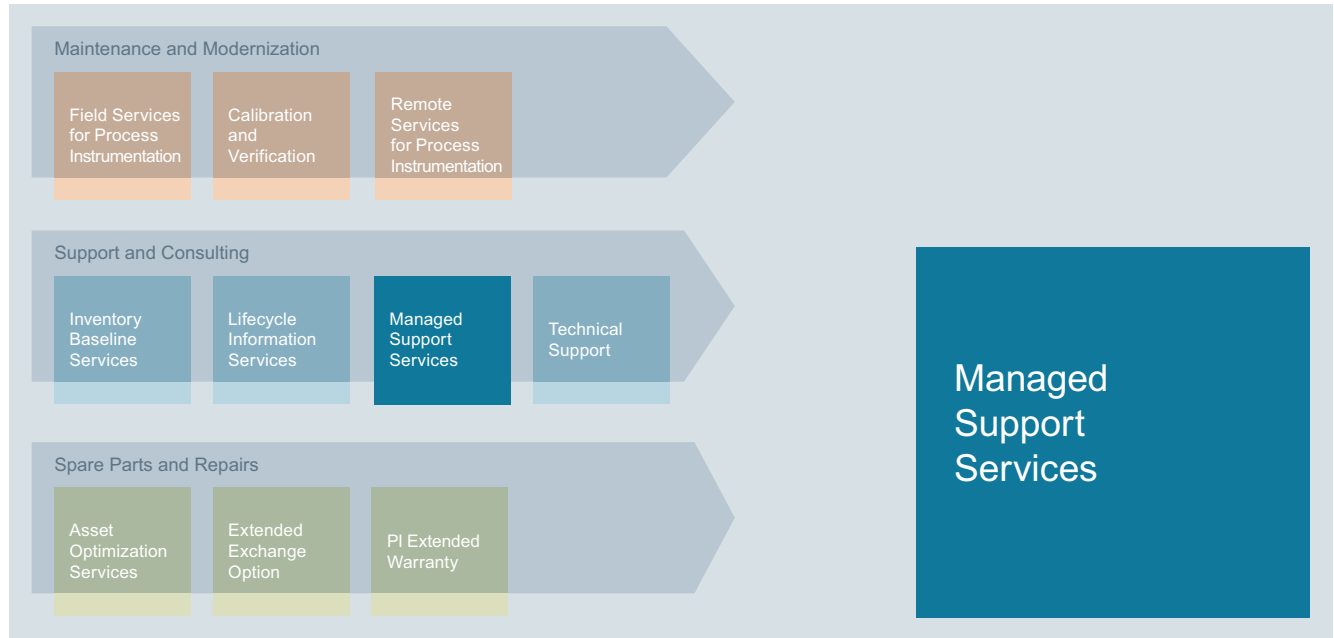 Maintenance and Modernization
Field Services
for Process
Instrumentation
Calibration
and
Verification
Remote
Services
for Process
Instrumentation
Support and Consulting
Inventory
Baseline
Services
Lifecycle
Information
Services
Managed
Support
Services
Technical
Support
Managed
Support
Services
Spare Parts and Repairs
Asset
Optimization
Services
Extended
Exchange
Option
PI Extended
Warranty